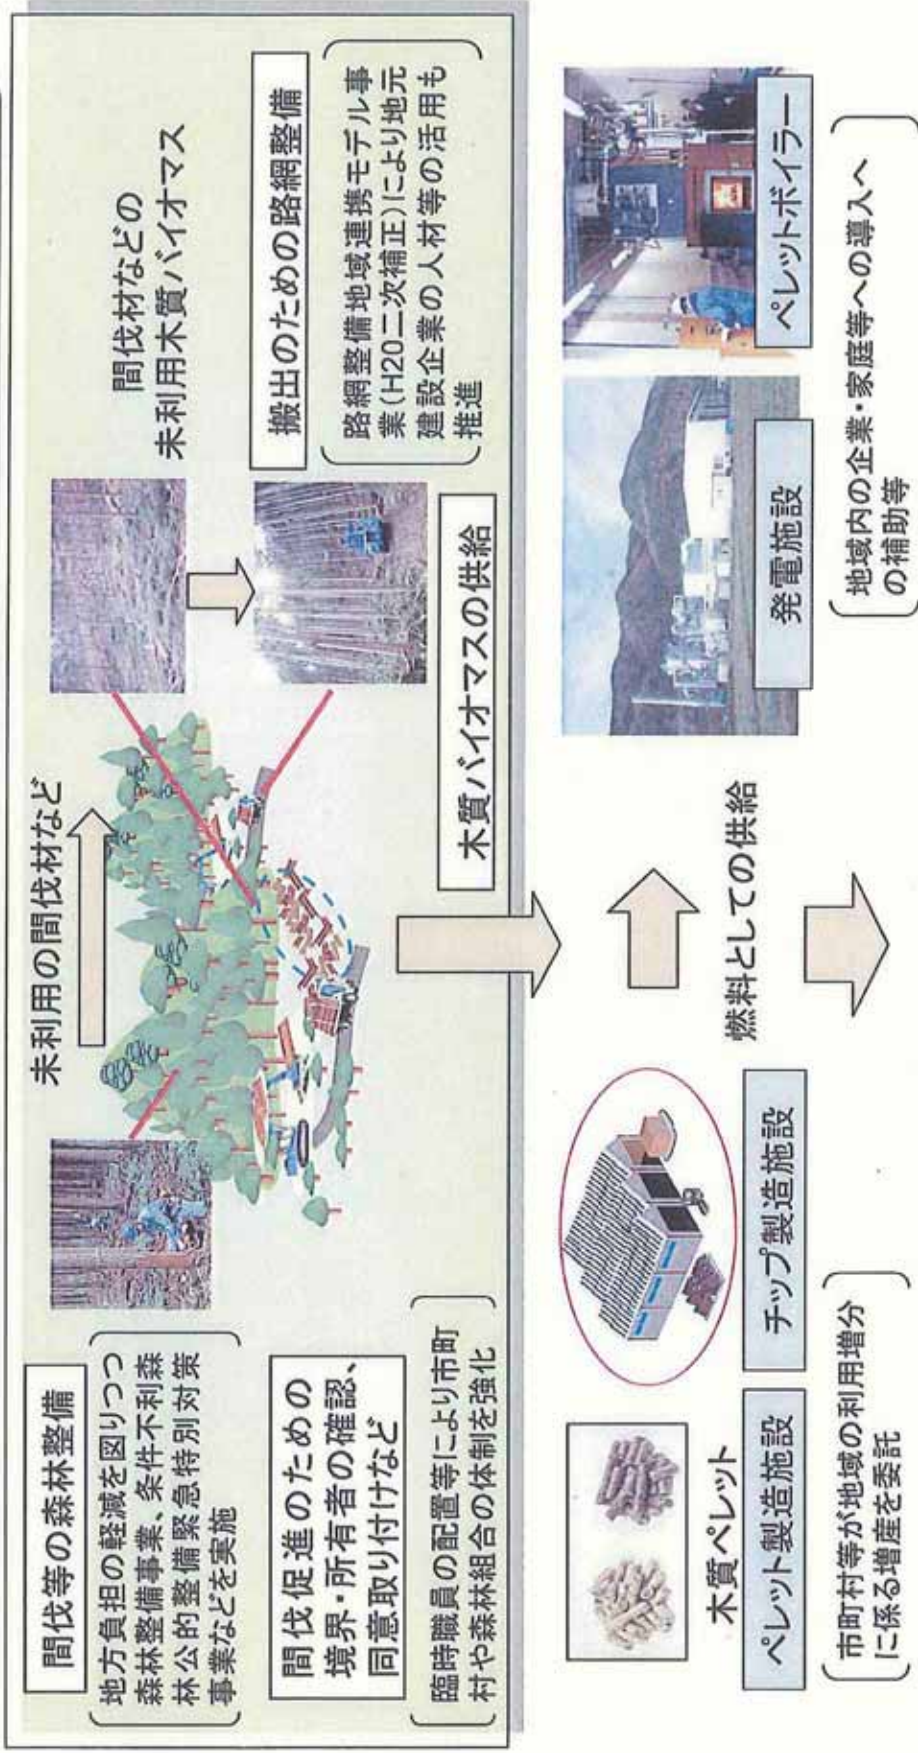 間伐等の森林整備
地方負担の軽減を図りつつ
森林整備事業、条件不利森
林公的整備緊急特別対策
事業などを実施
間伐促進のための
境界・所有者の確認、
同意取り付けなど
臨時職員の配置等により市町
村や森林組合の体制を強化
未利用の間伐材など
間伐材などの
未利用木質バイオマス
搬出のための路網整備
路網整備地域連携モデル事
業(H20二次補正)により地元
建設企業の人材等の活用も
推進
木質バイオマスの供給
木質ペレット
ペレット製造施設
チップ製造施設
市町村等が地域の利用増分
に係る増産を委託
燃料としての供給
発電施設
ペレットボイラー
地域内の企業・家庭等への導入へ
の補助等